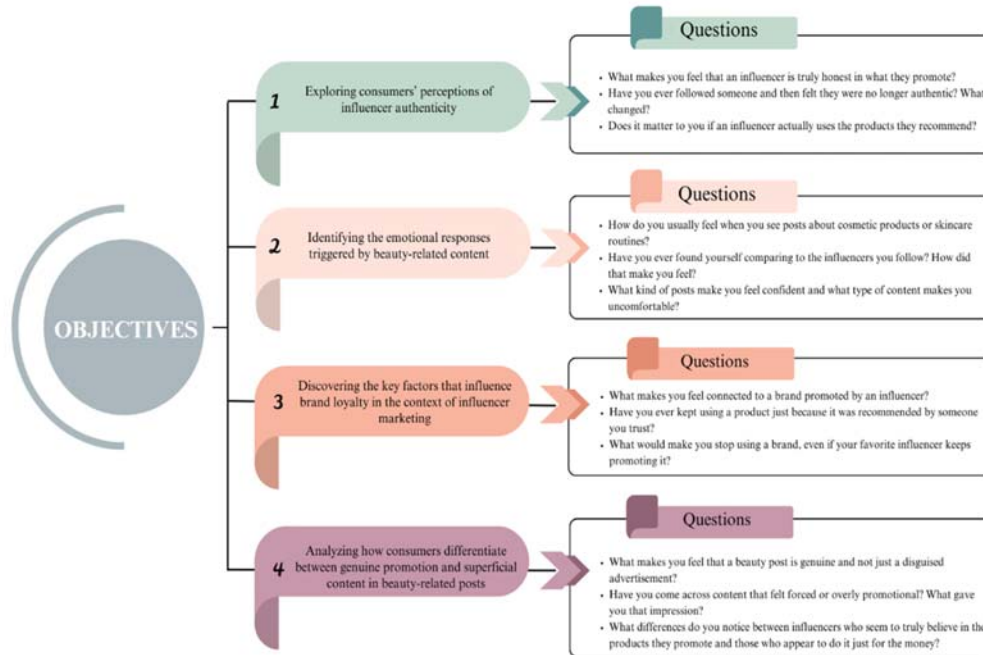 OBJECTIVES
1
Exploring consumers' perceptions of
influencer authenticity
Questions
• What makes you feel that an influencer is truly honest in what they promote?
• Have you ever followed someone and then felt they were no longer authentic? What
changed?
• Does it matter to you if an influencer actually uses the products they recommend?
2
Identifying the emotional responses
triggered by beauty-related content
Questions
• How do you usually feel when you see posts about cosmetic products or skincare
routines?
• Have you ever found yourself comparing to the influencers you follow? How did
that make you feel?
• What kind of posts make you feel confident and what type of content makes you
uncomfortable?
3
Discovering the key factors that influence
brand loyalty in the context of influencer
marketing
Questions
• What makes you feel connected to a brand promoted by an influencer?
• Have you ever kept using a product just because it was recommended by someone
you trust?
• What would make you stop using a brand, even if your favorite influencer keeps
promoting it?
4
Analyzing how consumers differentiate
between genuine promotion and superficial
content in beauty-related posts
Questions
• What makes you feel that a beauty post is genuine and not just a disguised
advertisement?
• Have you come across content that felt forced or overly promotional? What gave
you that impression?
• What differences do you notice between influencers who seem to truly believe in the
products they promote and those who appear to do it just for the money?